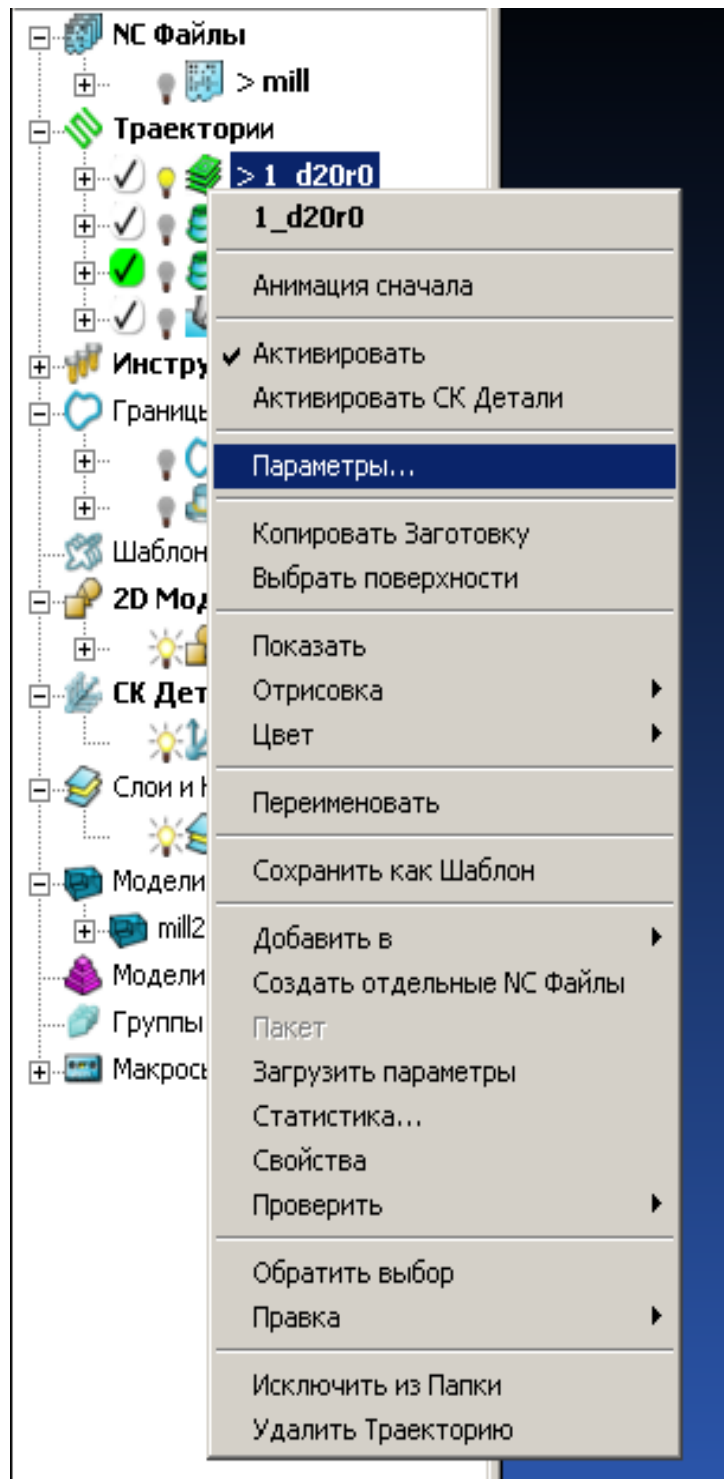 NC Файлы
> mill
Траектории
> 1_d20r0
1_d20r0
Анимация сначала
Активировать
Инстру
Активировать СК Детали
Границы
Параметры...
Копировать Заготовку
Шаблон
Выбрать поверхности
2D Мод
Показать
СК Дет
Отрисовка
Цвет
Слои и Н
Переименовать
Сохранить как Шаблон
Модели
mill2
Добавить в
Модели
Создать отдельные NC Файлы
Группы
Пакет
Макросы
Загрузить параметры
Статистика...
Свойства
Проверить
Обратить выбор
Правка
Исключить из Папки
Удалить Траекторию